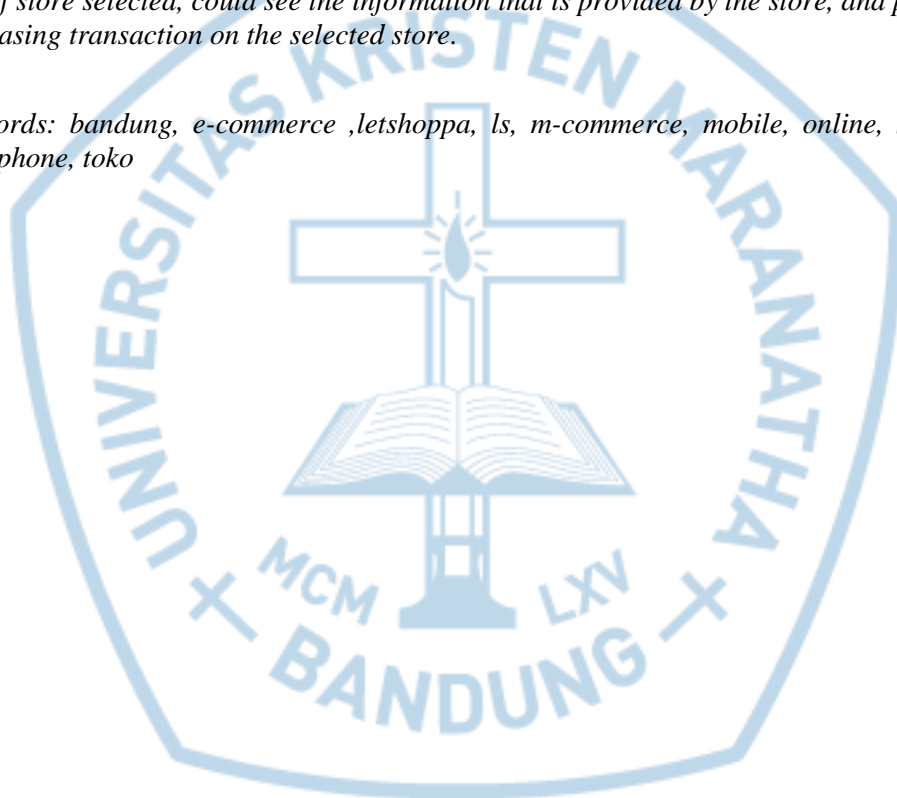 f store selected, could see the information that is provided by the store, and p
asing transaction on the selected store.
ords: bandung, e-commerce ,letshoppa, ls, m-commerce, mobile, online,
phone, toko
UNIVERSITAS KRISTEN MARANATHA
MCM LXV
BANDUNG